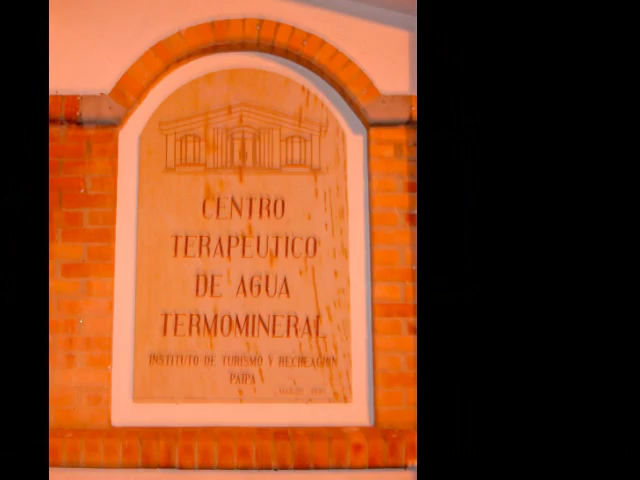 CENTRO
TERAPEUTICO
DE AGUA
TERMOMINERAL
INSTITUTO DE TURISMO Y RECREACION
PAIPA